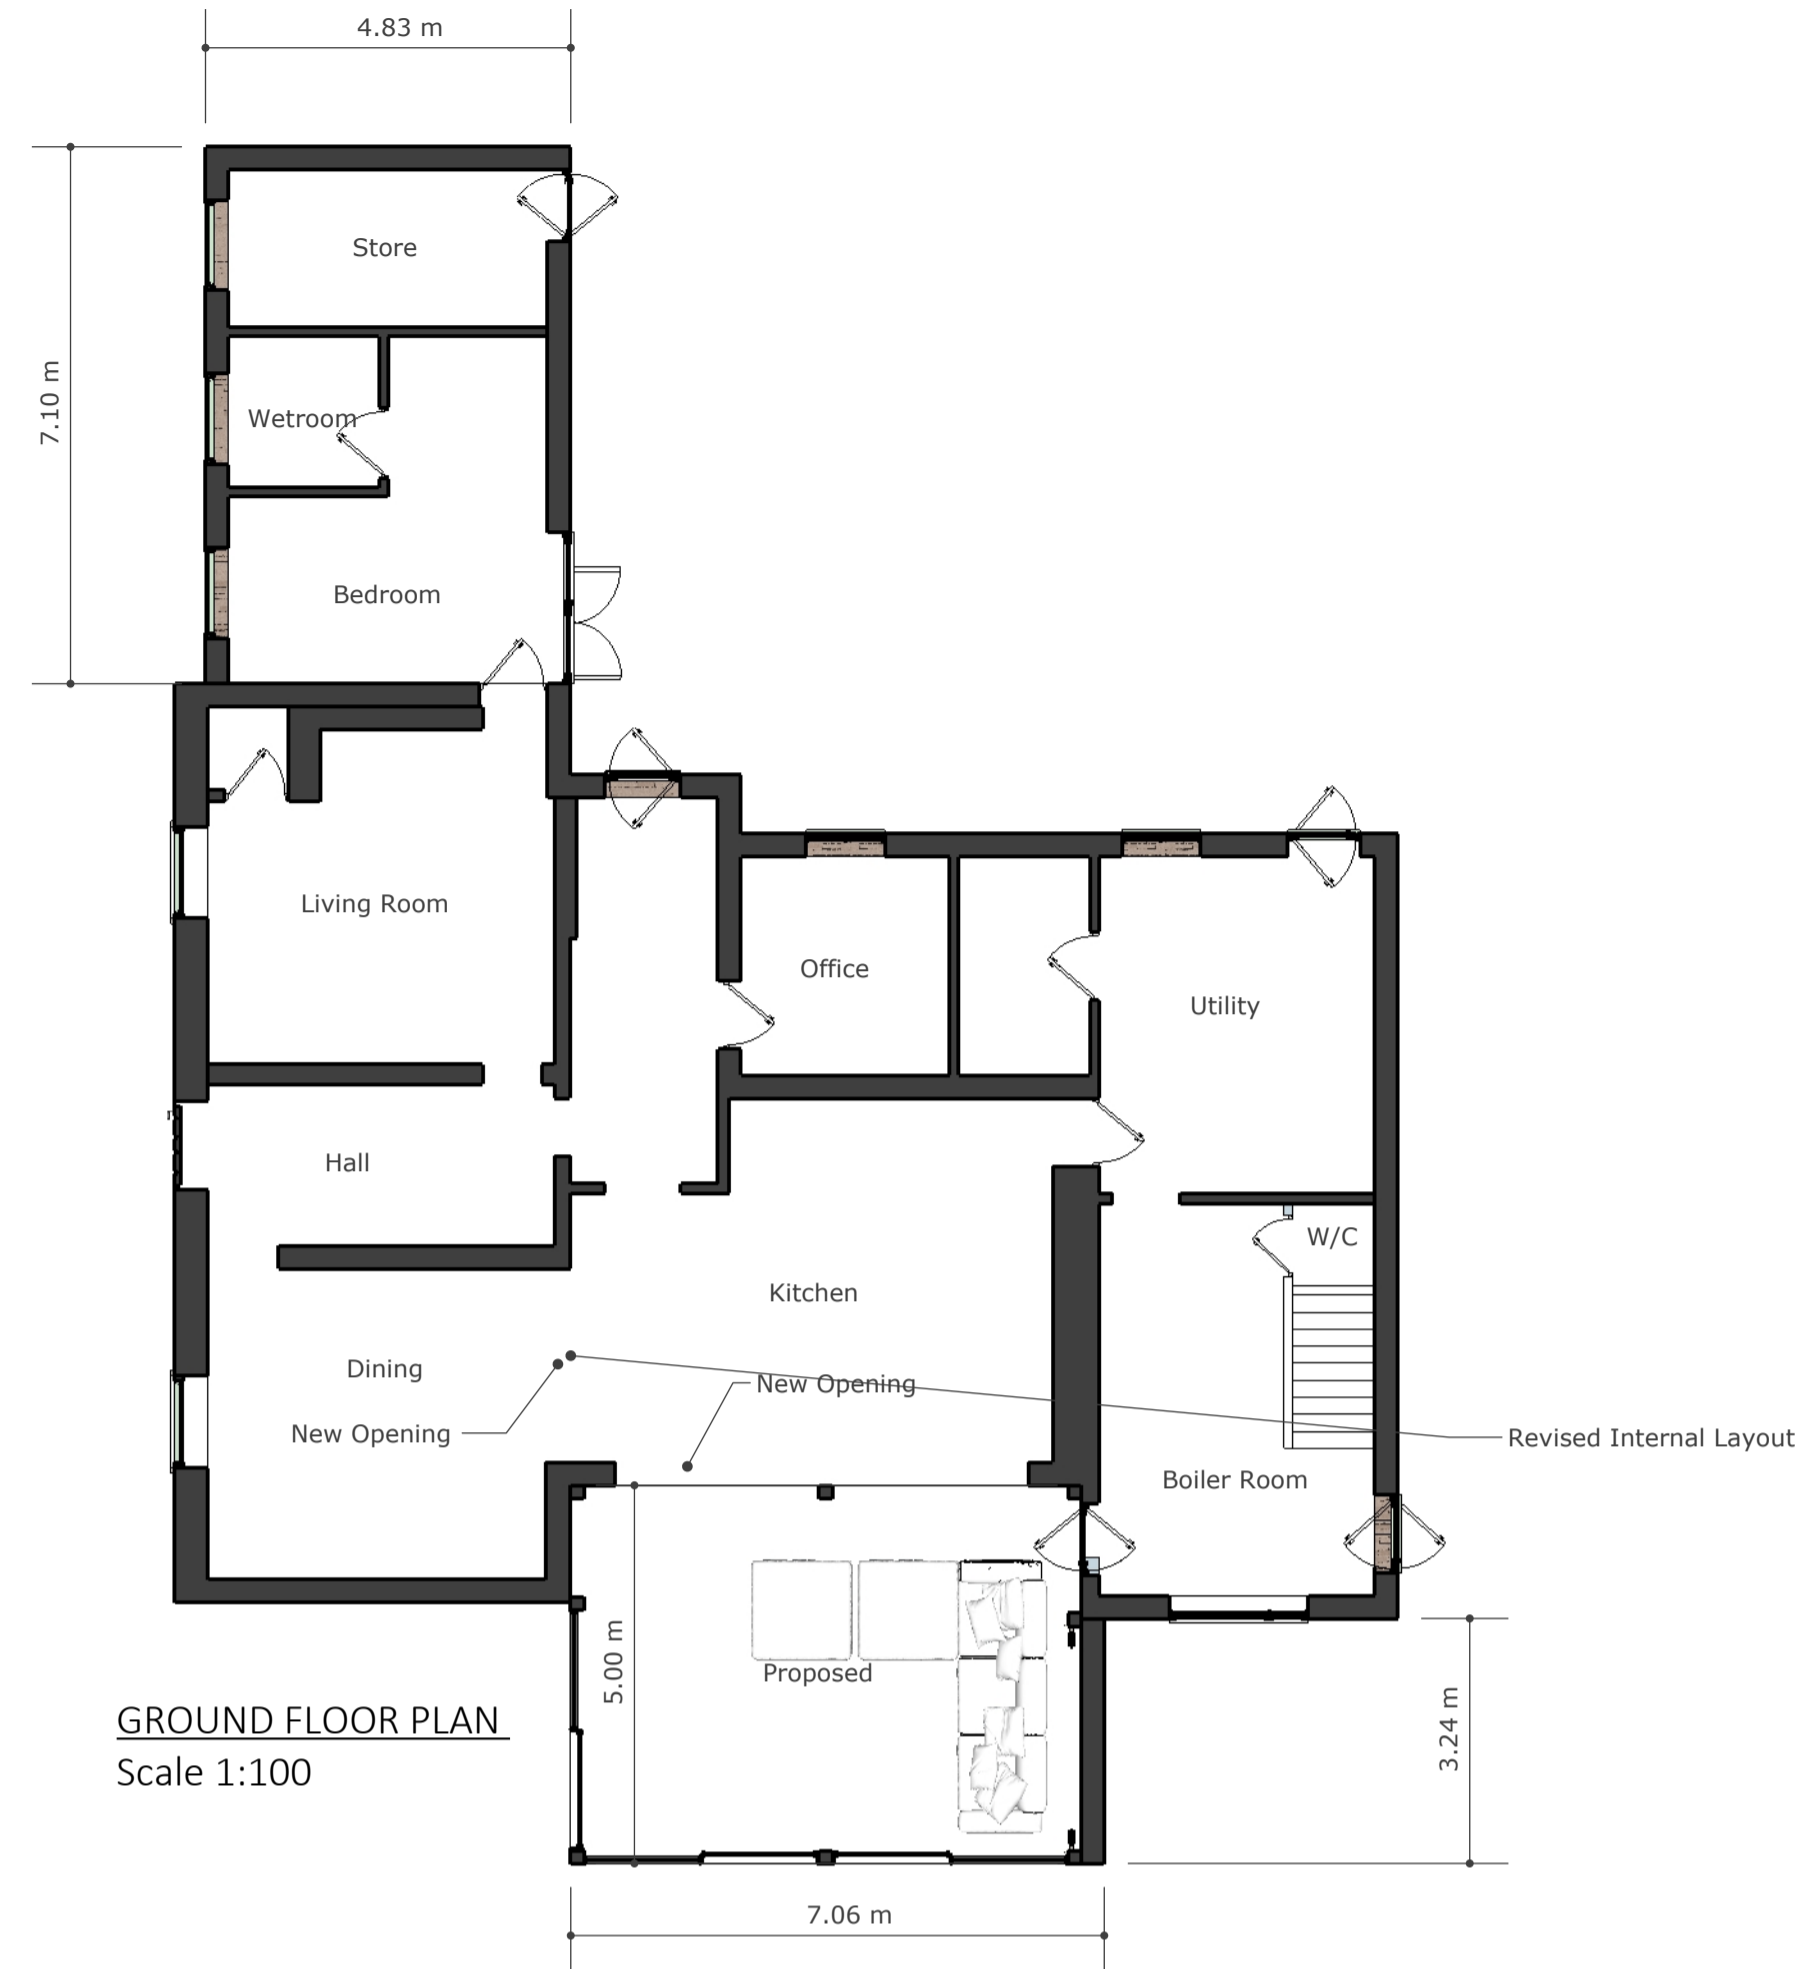 4.83 m
Store
7.10 m
Wetroom
Bedroom
Living Room
Office
Utility
Hall
W/C
Kitchen
Dining
New Opening
New Opening
Revised Internal Layout
Boiler Room
5.00 m
Proposed
3.24 m
GROUND FLOOR PLAN
Scale 1:100
7.06 m